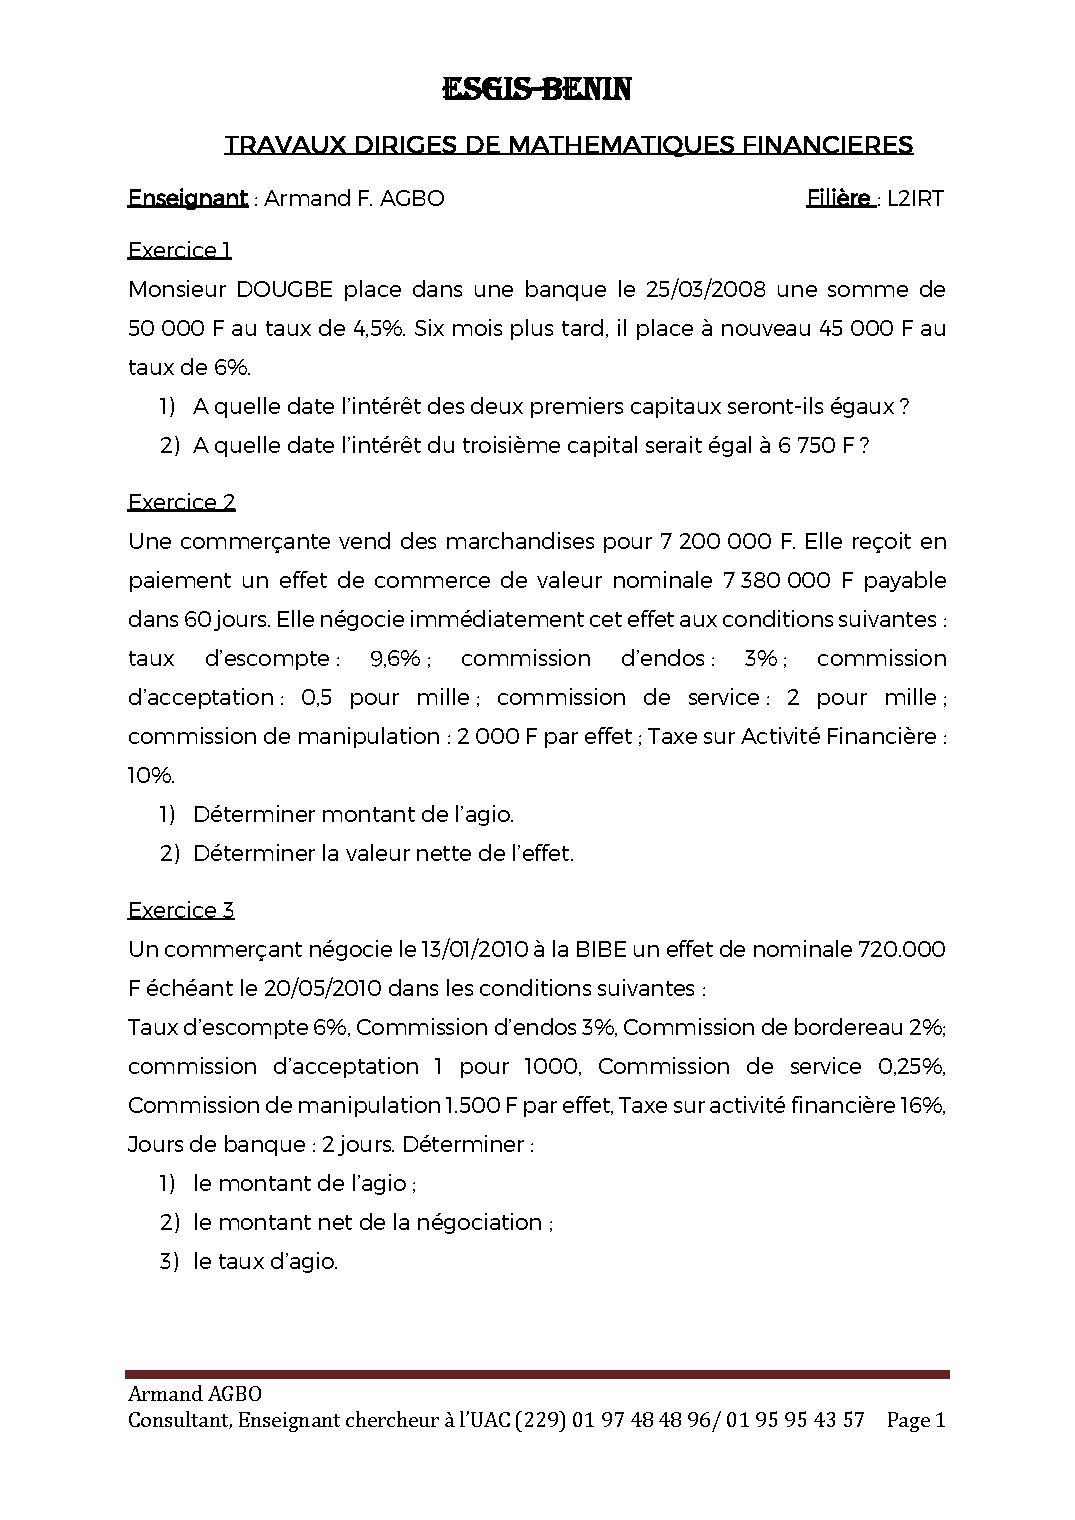 ESGIS-BENIN
TRAVAUX DIRIGES DE MATHEMATIQUES FINANCIERES
Enseignant : Armand F. AGBO Filière : L2IRT
Exercice 1
Monsieur DOUGBE place dans une banque le 25/03/2008 une somme de
50 000 F au taux de 4,5%. Six mois plus tard, il place à nouveau 45 000 F au
taux de 6%.
1) A quelle date l'intérêt des deux premiers capitaux seront-ils égaux ?
2) A quelle date l'intérêt du troisième capital serait égal à 6 750 F ?
Exercice 2
Une commerçante vend des marchandises pour 7 200 000 F. Elle reçoit en
paiement un effet de commerce de valeur nominale 7 380 000 F payable
dans 60 jours. Elle négocie immédiatement cet effet aux conditions suivantes :
taux d'escompte : 9,6% ; commission d'endos : 3% ; commission
d'acceptation : 0,5 pour mille ; commission de service : 2 pour mille ;
commission de manipulation : 2 000 F par effet ; Taxe sur Activité Financière :
10%.
1) Déterminer montant de l'agio.
2) Déterminer la valeur nette de l'effet.
Exercice 3
Un commerçant négocie le 13/01/2010 à la BIBE un effet de nominale 720.000
F échéant le 20/05/2010 dans les conditions suivantes :
Taux d'escompte 6%, Commission d'endos 3%, Commission de bordereau 2%;
commission d'acceptation 1 pour 1000, Commission de service 0,25%,
Commission de manipulation 1.500 F par effet, Taxe sur activité financière 16%,
Jours de banque : 2 jours. Déterminer :
1) le montant de l'agio ;
2) le montant net de la négociation ;
3) le taux d'agio.
Armand AGBO
Consultant, Enseignant chercheur à l'UAC (229) 01 97 48 48 96/ 01 95 95 43 57 Page 1